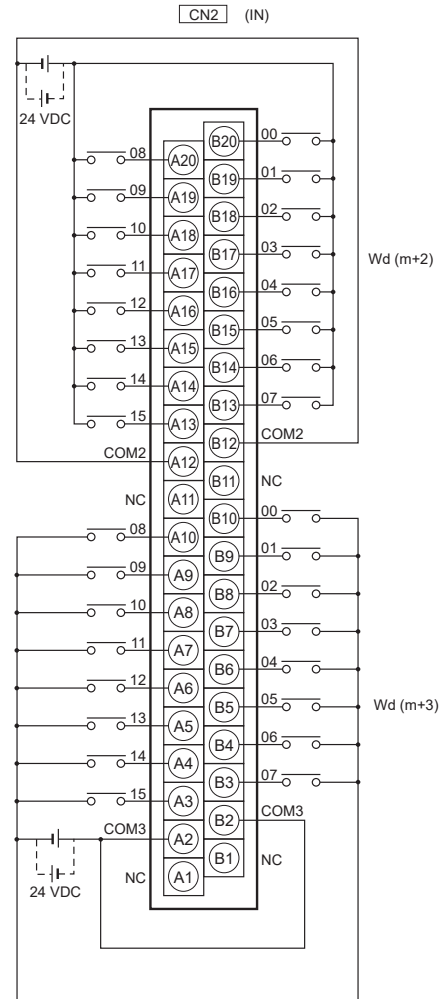 CN2 (IN)
24 VDC
B20 00
08 A20
B19 01
09 A19
B18 02
10 A18
B17 03
Wd (m+2)
11 A17
B16 04
12 A16
B15 05
13 A15
B14 06
14 A14
B13 07
15 A13
B12 COM2
COM2 A12
B11 NC
NC A11
B10 00
08 A10
B9 01
09 A9
B8 02
10 A8
B7 03
11 A7
B6 04
12 A6
B5 05
Wd (m+3)
13 A5
B4 06
14 A4
B3 07
15 A3
B2 COM3
COM3 A2
B1 NC
NC A1
24 VDC